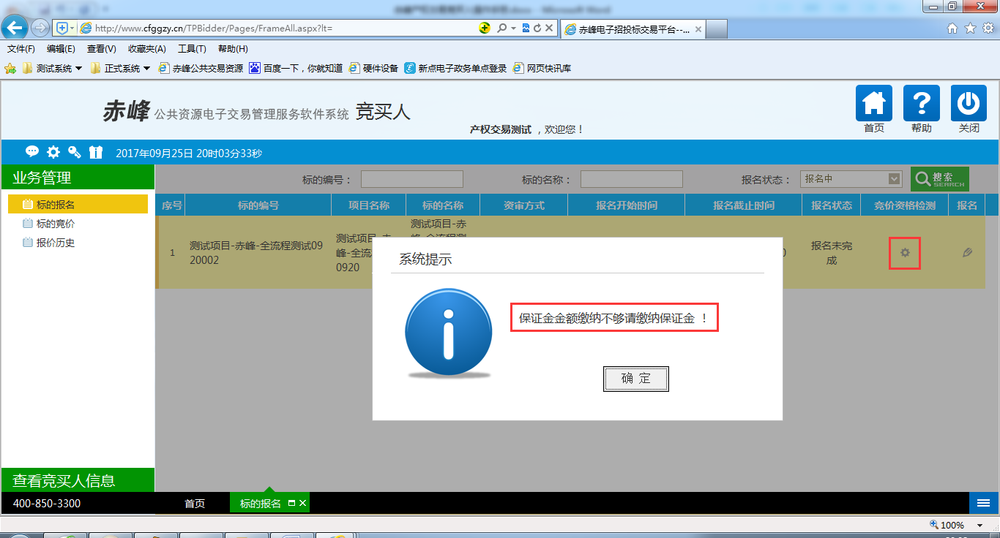 http://www.cfggzy.cn/TPBidder/Pages/FrameAll.aspx?lt=
赤峰电子招投标交易平台--...
文件(F) 编辑(E) 查看(V) 收藏夹(A) 工具(T) 帮助(H)
测试系统 正式系统 赤峰公共交易资源 百度一下，你就知道 硬件设备 新点电子政务单点登录 网页快讯库
赤峰 公共资源电子交易管理服务软件系统 竞买人
产权交易测试 ，欢迎您！
首页 帮助 关闭
2017年09月25日 20时03分33秒
业务管理
标的报名
标的竞价
报价历史
标的编号： 标的名称： 报名状态： 报名中 搜索
SEARCH
序号 标的编号 项目名称 标的名称 资审方式 报名开始时间 报名截止时间 报名状态 竞价资格检测 报名
1
测试项目-赤峰-全流程测试09
20002
测试项目-赤
峰-全流
0920
测试项目-赤
峰-全流程测
0
报名未完
成
系统提示
保证金金额缴纳不够请缴纳保证金 ！
确 定
查看竞买人信息
400-850-3300 首页 标的报名
100%